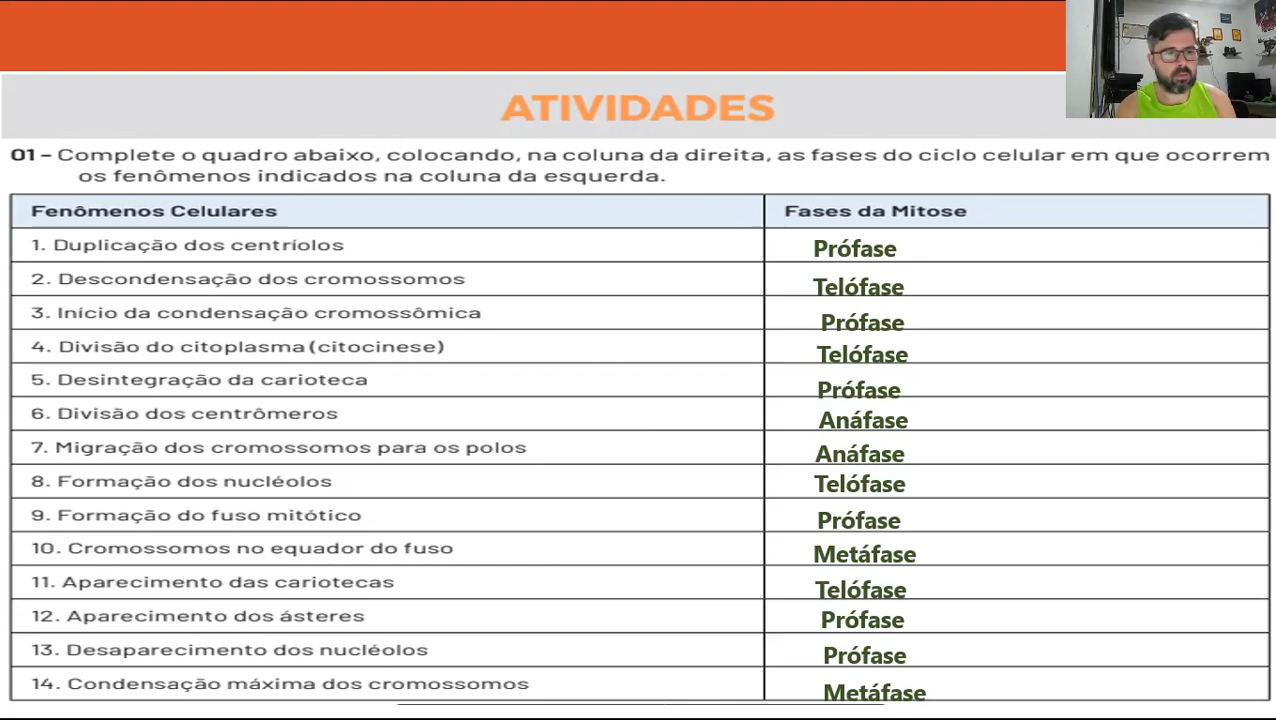 ATIVIDADES
01 – Complete o quadro abaixo, colocando, na coluna da direita, as fases do ciclo celular em que ocorrem
os fenômenos indicados na coluna da esquerda.
Fenômenos Celulares Fases da Mitose
1. Duplicação dos centríolos Prófase
2. Descondensação dos cromossomos Telófase
3. Início da condensação cromossômica Prófase
4. Divisão do citoplasma (citocinese) Telófase
5. Desintegração da carioteca Prófase
6. Divisão dos centrômeros Anáfase
7. Migração dos cromossomos para os polos Anáfase
8. Formação dos nucléolos Telófase
9. Formação do fuso mitótico Prófase
10. Cromossomos no equador do fuso Metáfase
11. Aparecimento das cariotecas Telófase
12. Aparecimento dos ásteres Prófase
13. Desaparecimento dos nucléolos Prófase
14. Condensação máxima dos cromossomos Metáfase